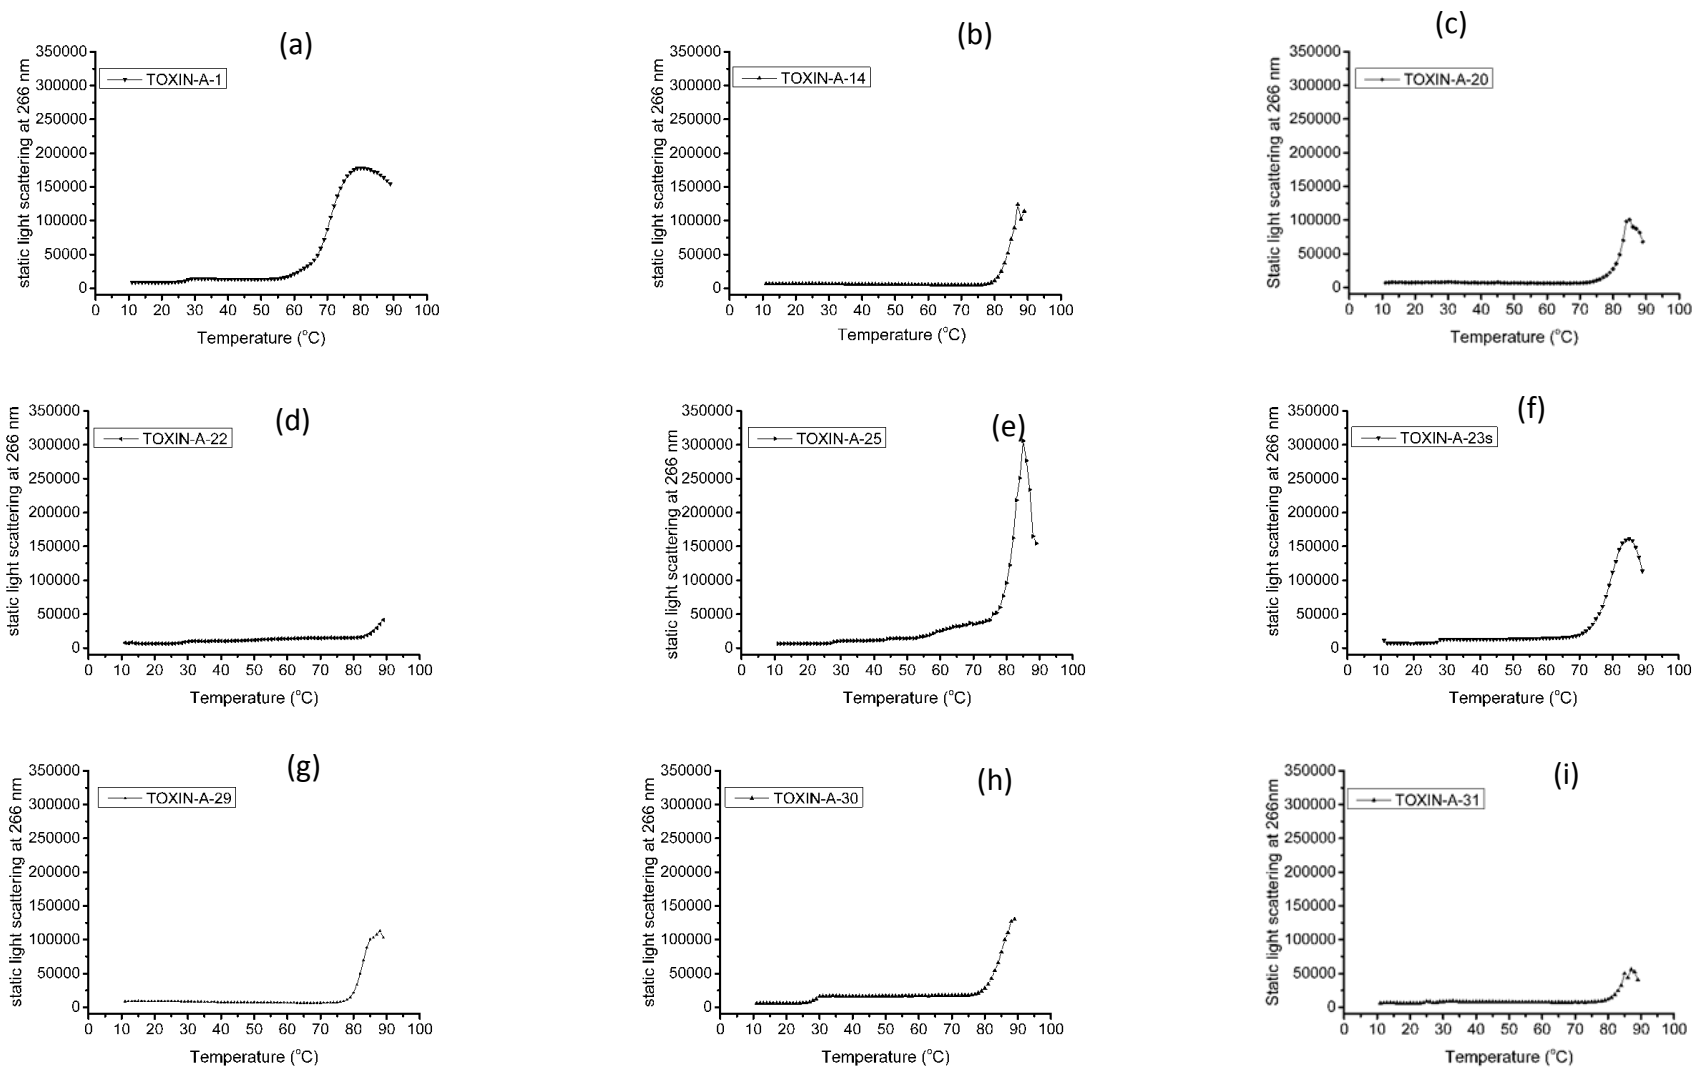 (a)
static light scattering at 266 nm
350000
300000
250000
200000
150000
100000
50000
0
TOXIN-A-1
0 10 20 30 40 50 60 70 80 90 100
Temperature (°C)
(b)
static light scattering at 266 nm
350000
300000
250000
200000
150000
100000
50000
0
TOXIN-A-14
0 10 20 30 40 50 60 70 80 90 100
Temperature (°C)
(c)
Static light scattering at 266 nm
350000
300000
250000
200000
150000
100000
50000
0
TOXIN-A-20
0 10 20 30 40 50 60 70 80 90 100
Temperature (°C)
(d)
static light scattering at 266 nm
350000
300000
250000
200000
150000
100000
50000
0
TOXIN-A-22
0 10 20 30 40 50 60 70 80 90 100
Temperature (°C)
(e)
static light scattering at 266 nm
350000
300000
250000
200000
150000
100000
50000
0
TOXIN-A-25
0 10 20 30 40 50 60 70 80 90 100
Temperature (°C)
(f)
static light scattering at 266 nm
350000
300000
250000
200000
150000
100000
50000
0
TOXIN-A-23s
0 10 20 30 40 50 60 70 80 90 100
Temperature (°C)
(g)
static light scattering at 266 nm
350000
300000
250000
200000
150000
100000
50000
0
TOXIN-A-29
0 10 20 30 40 50 60 70 80 90 100
Temperature (°C)
(h)
static light scattering at 266 nm
350000
300000
250000
200000
150000
100000
50000
0
TOXIN-A-30
0 10 20 30 40 50 60 70 80 90 100
Temperature (°C)
(i)
Static light scattering at 266nm
350000
300000
250000
200000
150000
100000
50000
0
TOXIN-A-31
0 10 20 30 40 50 60 70 80 90 100
Temperature (°C)